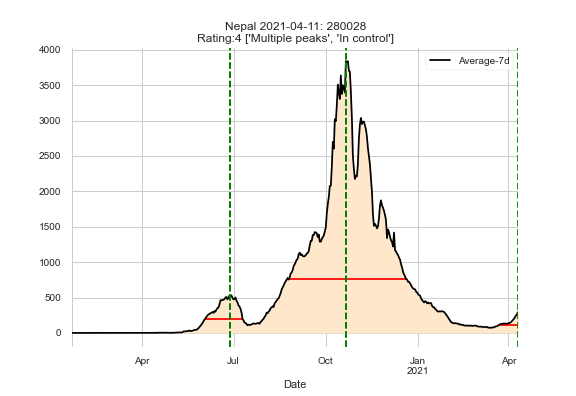 Nepal 2021-04-11: 280028
Rating:4 ['Multiple peaks', 'In control']
Average-7d
4000
3500
3000
2500
2000
1500
1000
500
0
Apr
Jul
Oct
Jan
2021
Apr
Date